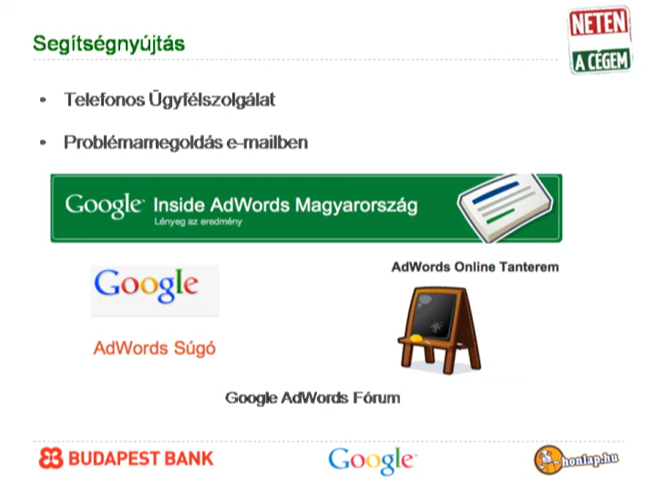 Segítségnyújtás
NETEN
A CÉGEM
• Telefonos Ügyfélszolgálat
• Problémamegoldás e-mailben
Google Inside AdWords Magyarország
Lényeg az eredmény
AdWords Online Tanterem
Google
AdWords Súgó
Google AdWords Fórum
BUDAPEST BANK
Google
honlap.hu